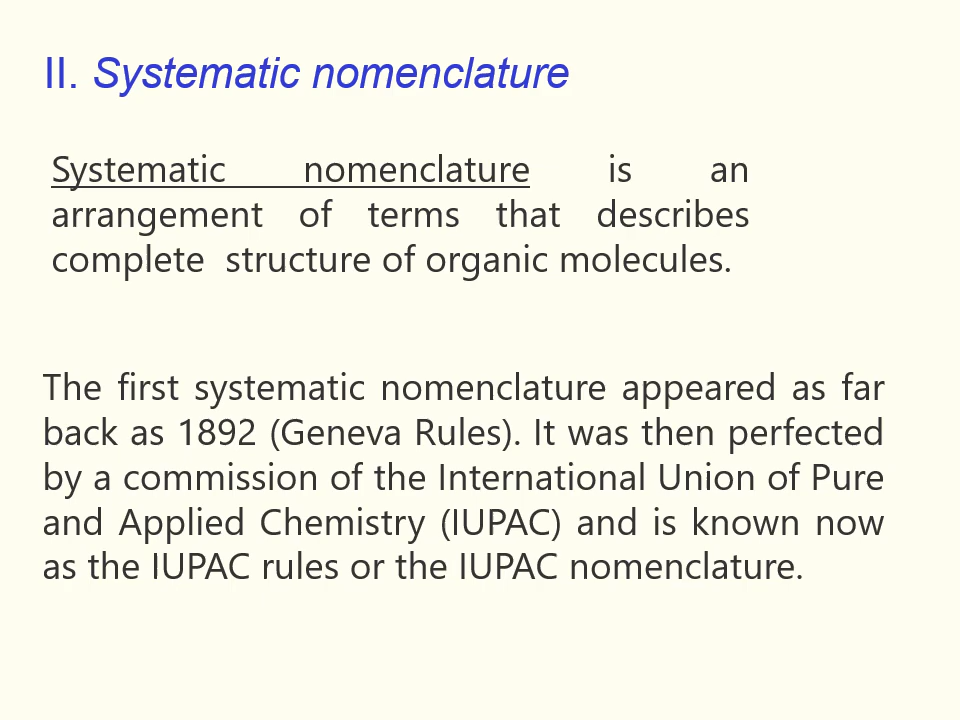 II. Systematic nomenclature
Systematic nomenclature is an
arrangement of terms that describes
complete structure of organic molecules.
The first systematic nomenclature appeared as far
back as 1892 (Geneva Rules). It was then perfected
by a commission of the International Union of Pure
and Applied Chemistry (IUPAC) and is known now
as the IUPAC rules or the IUPAC nomenclature.